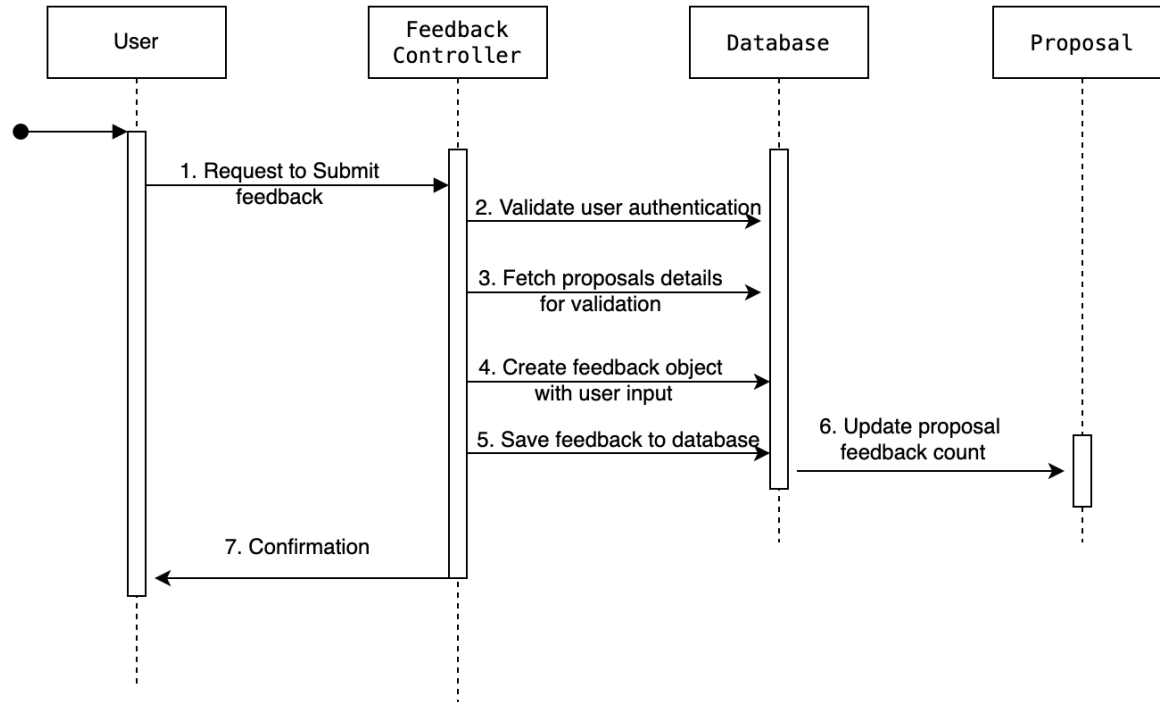 User
Feedback
Controller
Database
Proposal
1. Request to Submit
feedback
2. Validate user authentication
3. Fetch proposals details
for validation
4. Create feedback object
with user input
5. Save feedback to database
6. Update proposal
feedback count
7. Confirmation